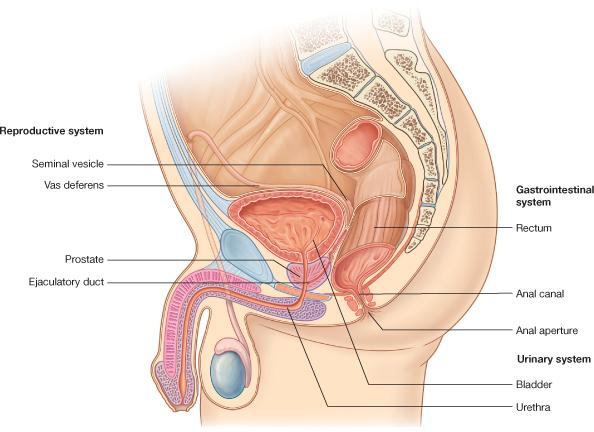 Reproductive system
Seminal vesicle
Vas deferens
Prostate
Ejaculatory duct
Gastrointestinal
system
Rectum
Anal canal
Anal aperture
Urinary system
Bladder
Urethra